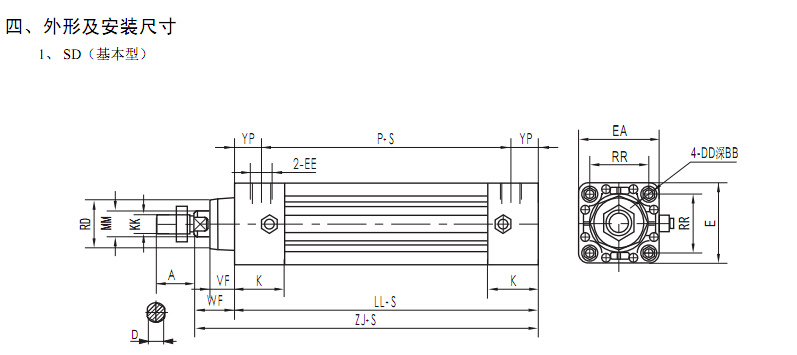 四、外形及安装尺寸
1、 SD（基本型）
YP
P+S
YP
2-EE
EA
RR
4-DD深BB
RD
MM
KK
RR
E
A
VF
K
K
WF
LL+S
ZJ+S
D